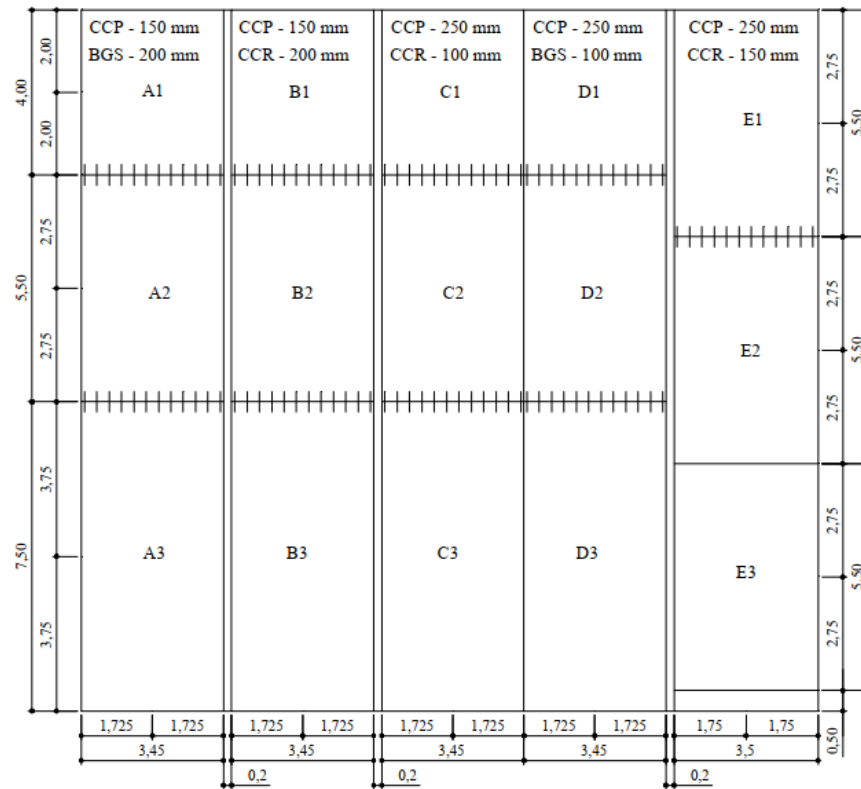 CCP - 150 mm
BGS - 200 mm
CCP - 150 mm
CCR - 200 mm
CCP - 250 mm
CCR - 100 mm
CCP - 250 mm
BGS - 100 mm
CCP - 250 mm
CCR - 150 mm
A1
B1
C1
D1
E1
A2
B2
C2
D2
E2
A3
B3
C3
D3
E3
4,00
2,00
2,00
5,50
2,75
2,75
7,50
3,75
3,75
2,75
5,50
2,75
2,75
5,50
2,75
2,75
5,50
2,75
0,50
1,725
1,725
1,725
1,725
1,725
1,725
1,725
1,725
1,75
1,75
3,45
3,45
3,45
3,45
3,5
0,2
0,2
0,2